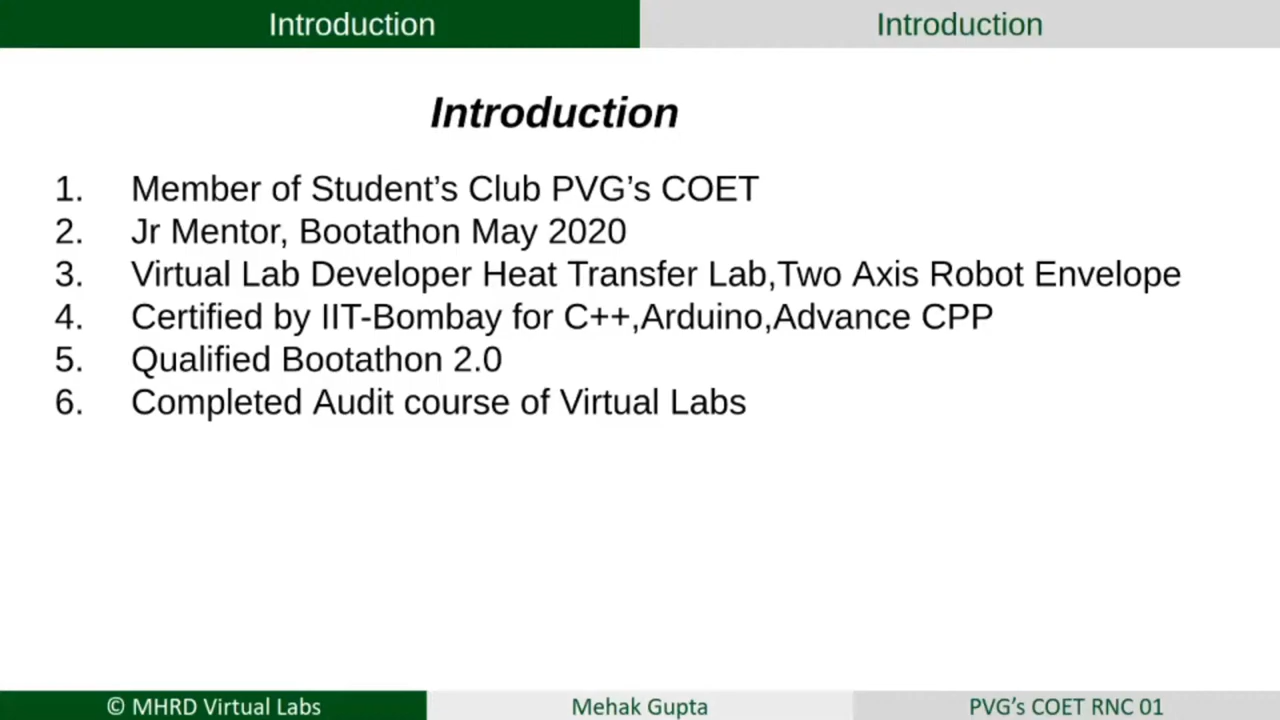 Introduction
Introduction
Introduction
1. Member of Student’s Club PVG’s COET
2. Jr Mentor, Bootathon May 2020
3. Virtual Lab Developer Heat Transfer Lab,Two Axis Robot Envelope
4. Certified by IIT-Bombay for C++,Arduino,Advance CPP
5. Qualified Bootathon 2.0
6. Completed Audit course of Virtual Labs
© MHRD Virtual Labs
Mehak Gupta
PVG’s COET RNC 01